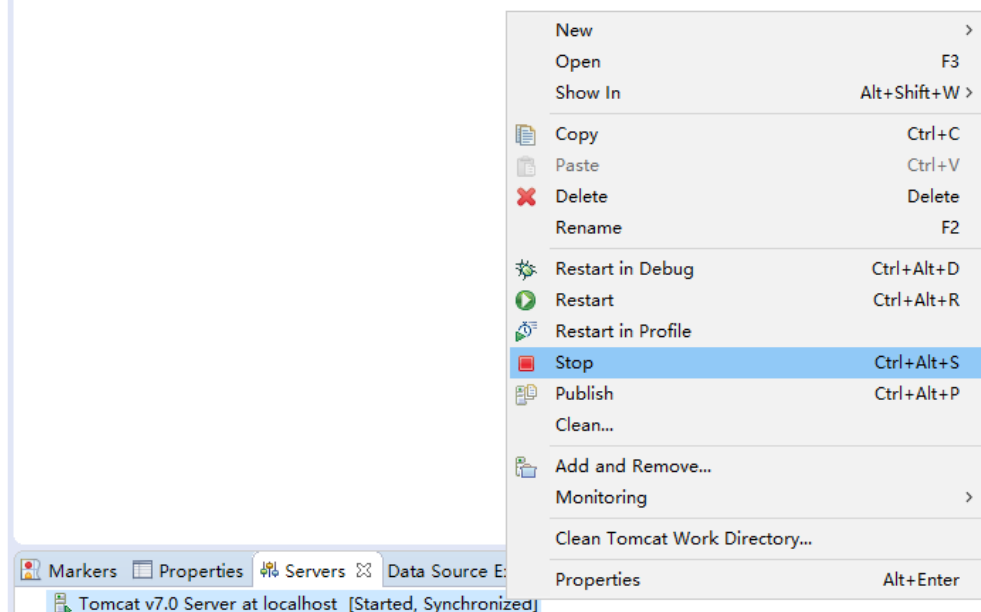 New
Open F3
Show In Alt+Shift+W
Copy Ctrl+C
Paste Ctrl+V
Delete Delete
Rename F2
Restart in Debug Ctrl+Alt+D
Restart Ctrl+Alt+R
Restart in Profile
Stop Ctrl+Alt+S
Publish Ctrl+Alt+P
Clean...
Add and Remove...
Monitoring
Clean Tomcat Work Directory...
Properties Alt+Enter
Markers Properties Servers Data Source
Tomcat v7.0 Server at localhost [Started, Synchronized]